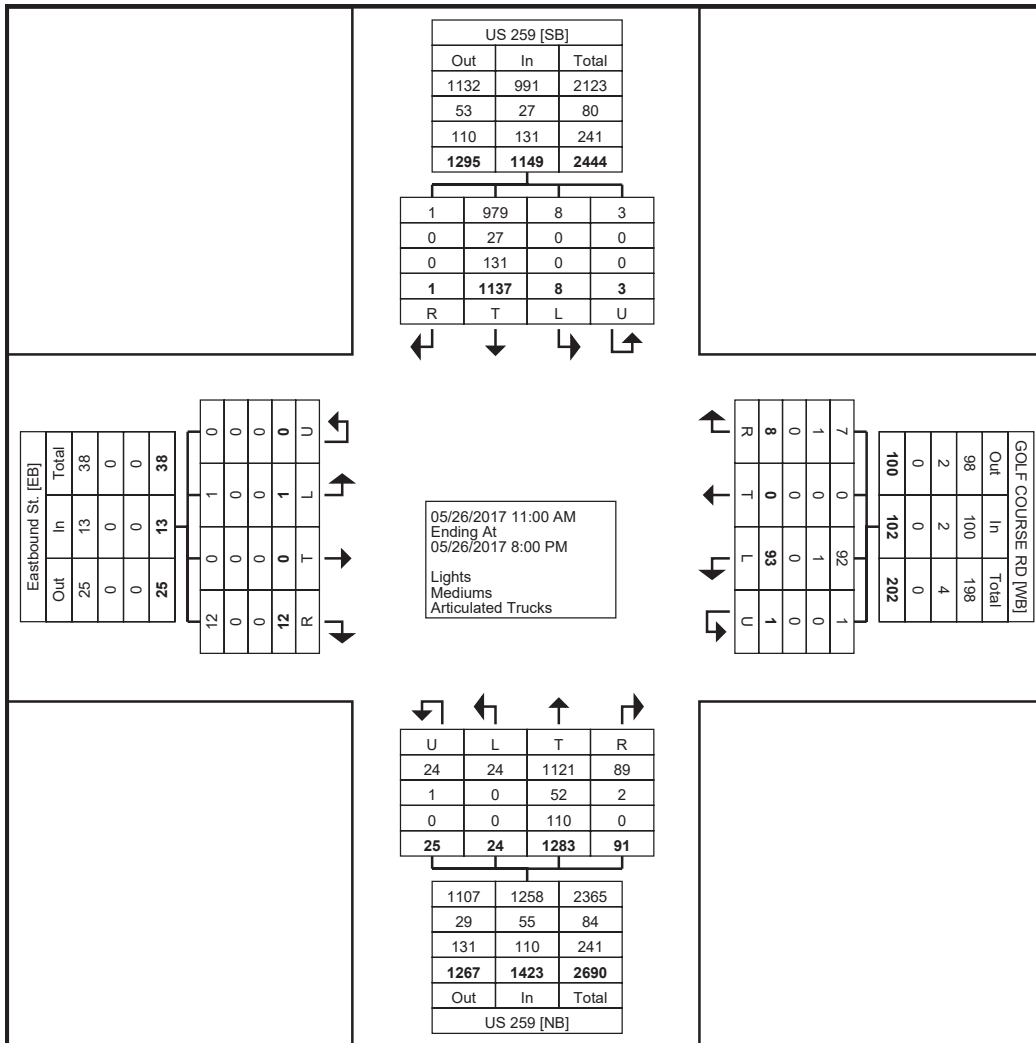 US 259 [SB]
Out In Total
1132 991 2123
53 27 80
110 131 241
1295 1149 2444
1 979 8 3
0 27 0 0
0 131 0 0
1 1137 8 3
R T L U
Eastbound St. [EB]
Total In Out
38 13 25
0 0 0
0 0 0
38 13 25
0 1 0 12
0 0 0 0
0 0 0 0
0 1 0 12
U L T R
05/26/2017 11:00 AM
Ending At
05/26/2017 8:00 PM
Lights
Mediums
Articulated Trucks
GOLF COURSE RD [WB]
Out In Total
98 100 198
2 2 4
0 0 0
100 102 202
7 0 92 1
1 0 1 0
0 0 0 0
8 0 93 1
R T L U
U L T R
24 24 1121 89
1 0 52 2
0 0 110 0
25 24 1283 91
1107 1258 2365
29 55 84
131 110 241
1267 1423 2690
Out In Total
US 259 [NB]